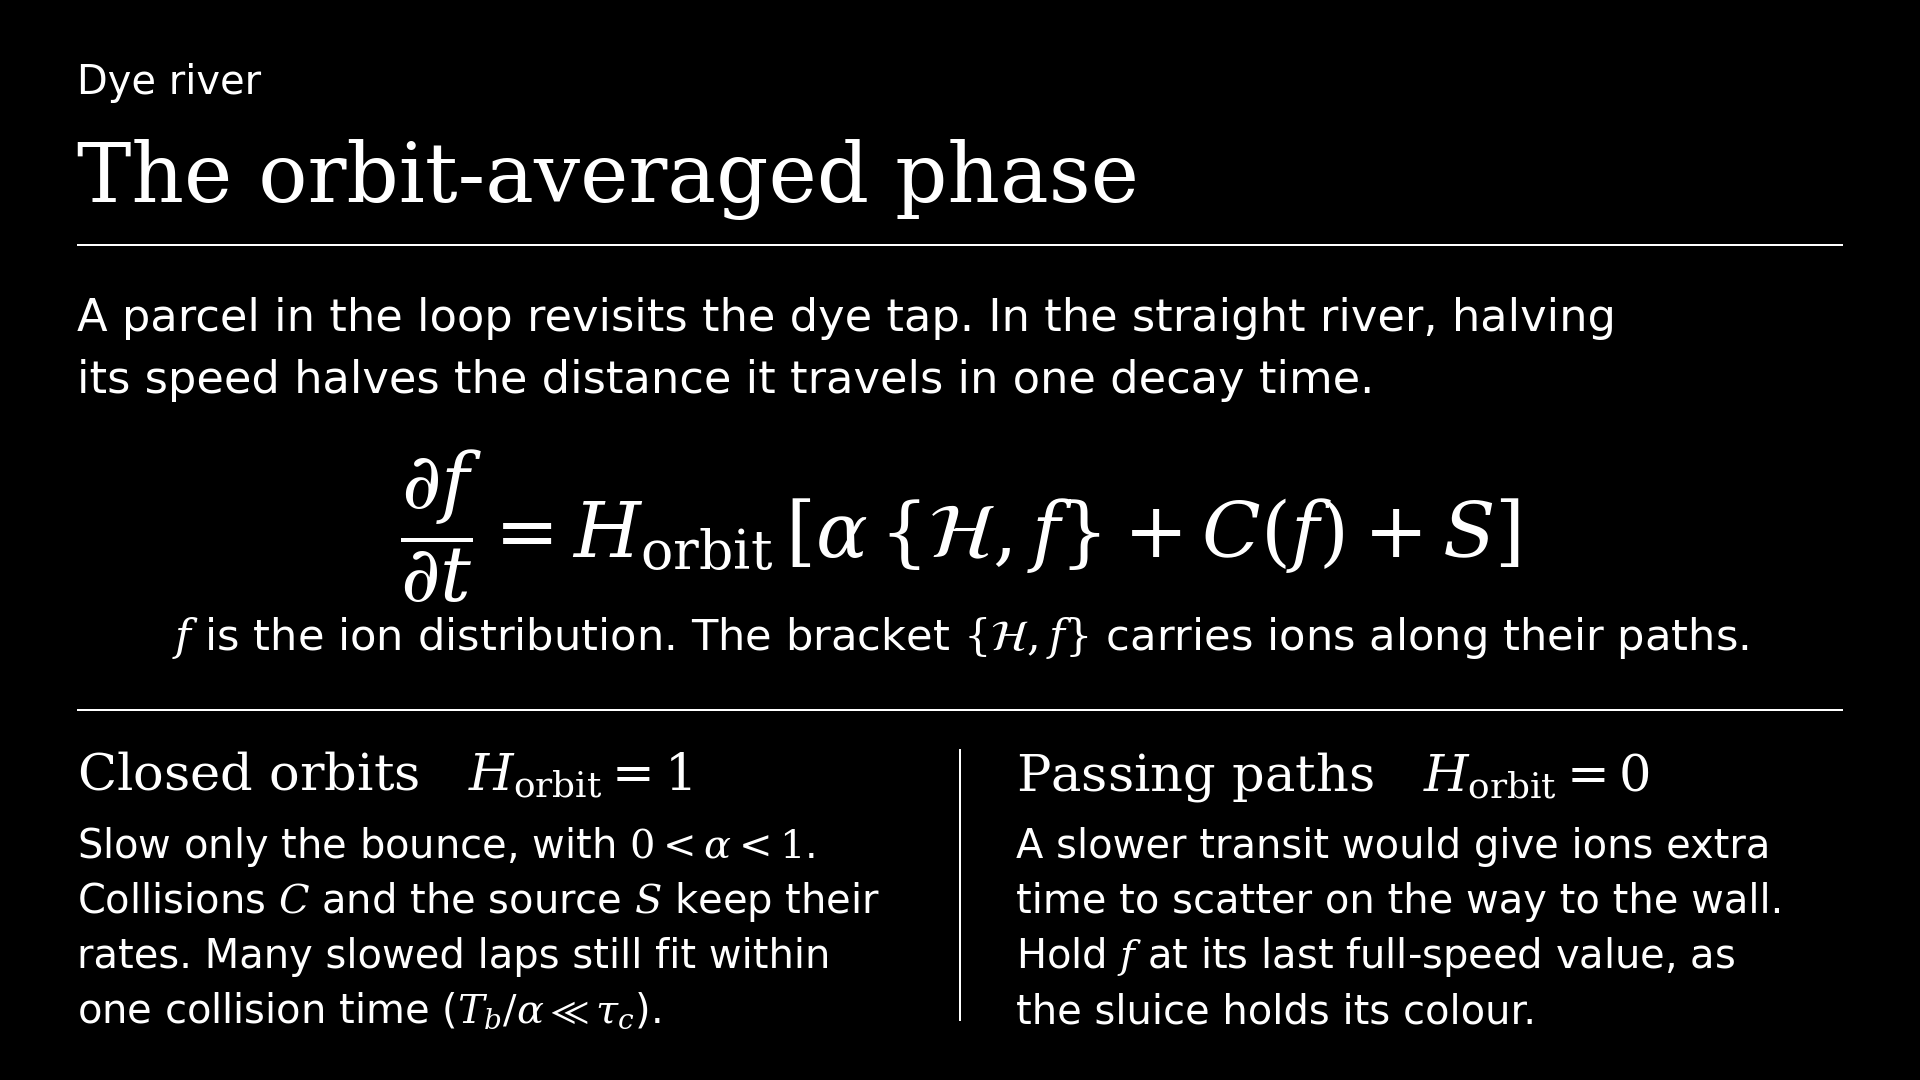 Dye river
The orbit-averaged phase
A parcel in the loop revisits the dye tap. In the straight river, halving
its speed halves the distance it travels in one decay time.
∂f/∂t = H_orbit [α {ℋ, f} + C(f) + S]
f is the ion distribution. The bracket {ℋ, f} carries ions along their paths.
Closed orbits H_orbit = 1
Slow only the bounce, with 0 < α < 1.
Collisions C and the source S keep their
rates. Many slowed laps still fit within
one collision time (T_b/α ≪ τ_c).
Passing paths H_orbit = 0
A slower transit would give ions extra
time to scatter on the way to the wall.
Hold f at its last full-speed value, as
the sluice holds its colour.